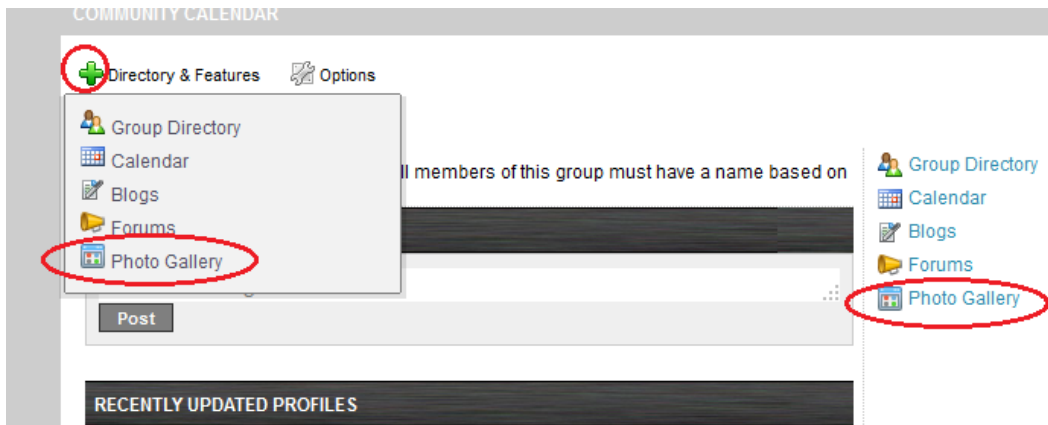 COMMUNITY CALENDAR
Directory & Features
Options
Group Directory
Calendar
Blogs
Forums
Photo Gallery
ll members of this group must have a name based on
Post
RECENTLY UPDATED PROFILES
Group Directory
Calendar
Blogs
Forums
Photo Gallery